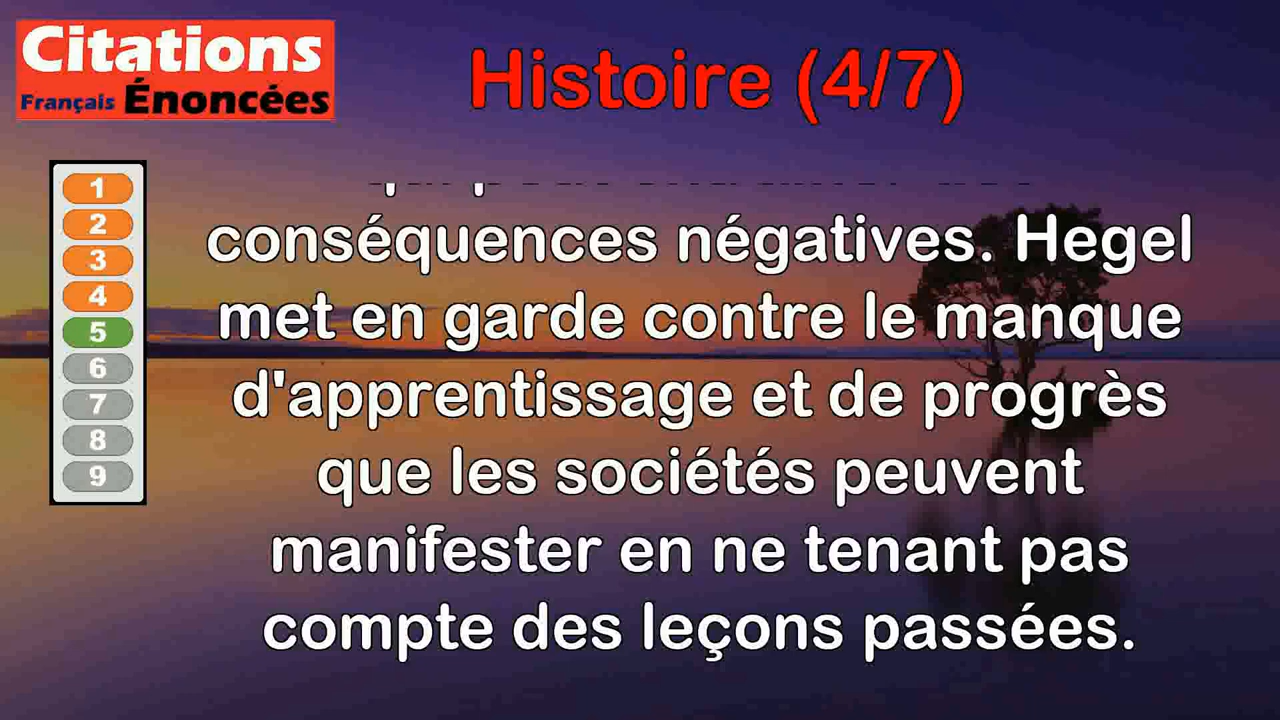 Citations
Français Énoncées
Histoire (4/7)
1
2
3
4
5
6
7
8
9
conséquences négatives. Hegel
met en garde contre le manque
d'apprentissage et de progrès
que les sociétés peuvent
manifester en ne tenant pas
compte des leçons passées.